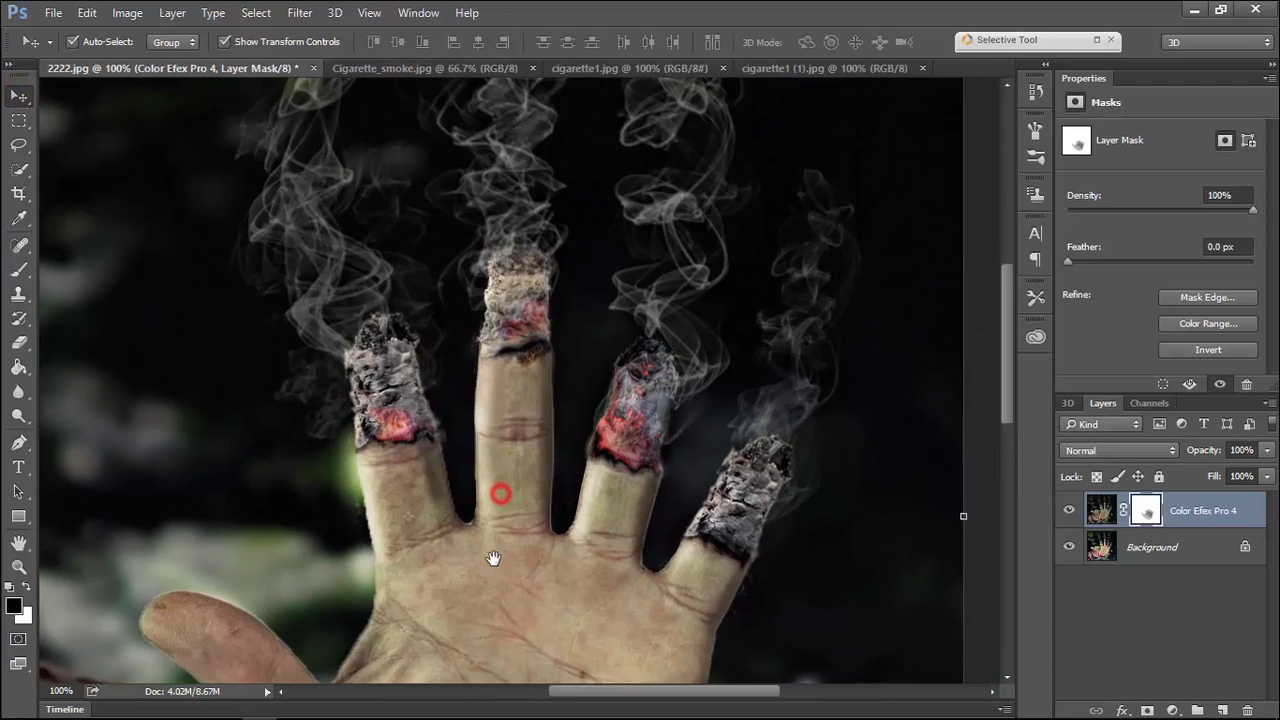 Ps File Edit Image Layer Type Select Filter 3D View Window Help
Auto-Select: Group Show Transform Controls 3D Mode: Selective Tool 3D
2222.jpg @ 100% (Color Efex Pro 4, Layer Mask/8) * Cigarette_smoke.jpg @ 66.7% (RGB/8) cigarette1.jpg @ 100% (RGB/8#) cigarette1 (1).jpg @ 100% (RGB/8)
Properties
Masks
Layer Mask
Density: 100%
Feather: 0.0 px
Refine: Mask Edge...
Color Range...
Invert
3D Layers Channels
Kind
Normal Opacity: 100%
Lock: Fill: 100%
Color Efex Pro 4
Background
100% Doc: 4.02M/8.67M
Timeline